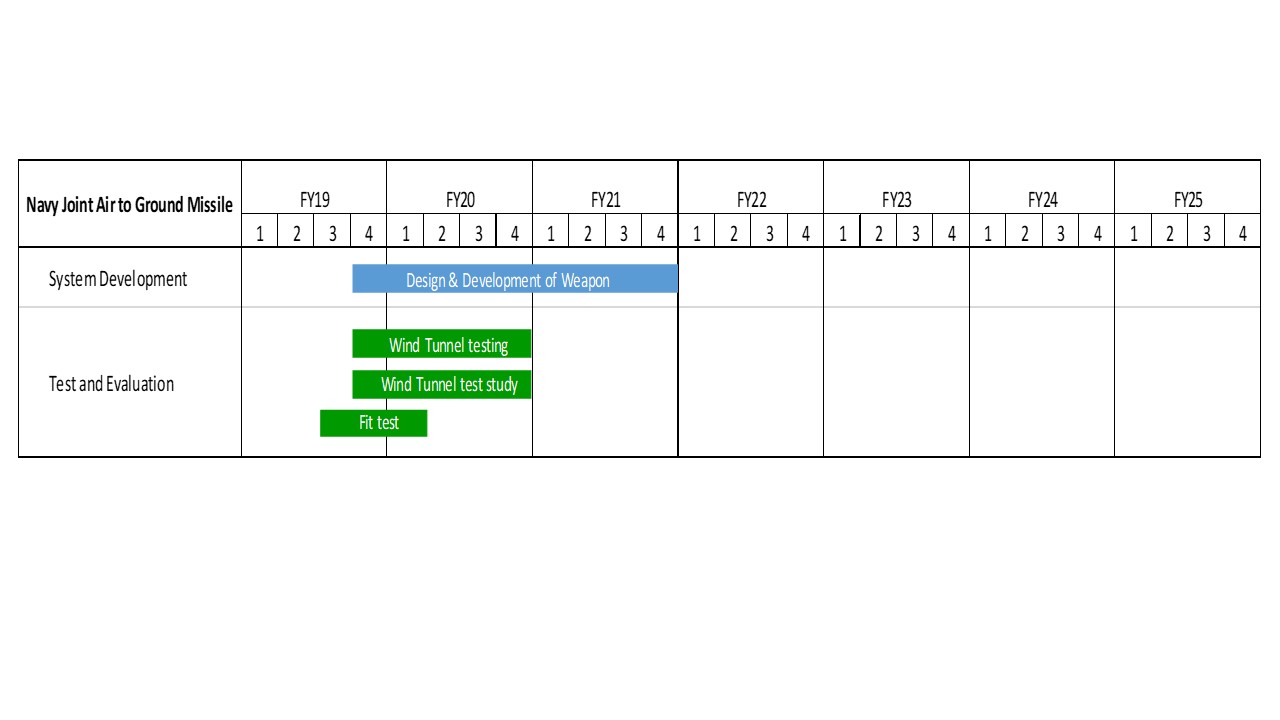 Navy Joint Air to Ground Missile
FY19 FY20 FY21 FY22 FY23 FY24 FY25
1 2 3 4 1 2 3 4 1 2 3 4 1 2 3 4 1 2 3 4 1 2 3 4 1 2 3 4
System Development
Design & Development of Weapon
Test and Evaluation
Wind Tunnel testing
Wind Tunnel test study
Fit test